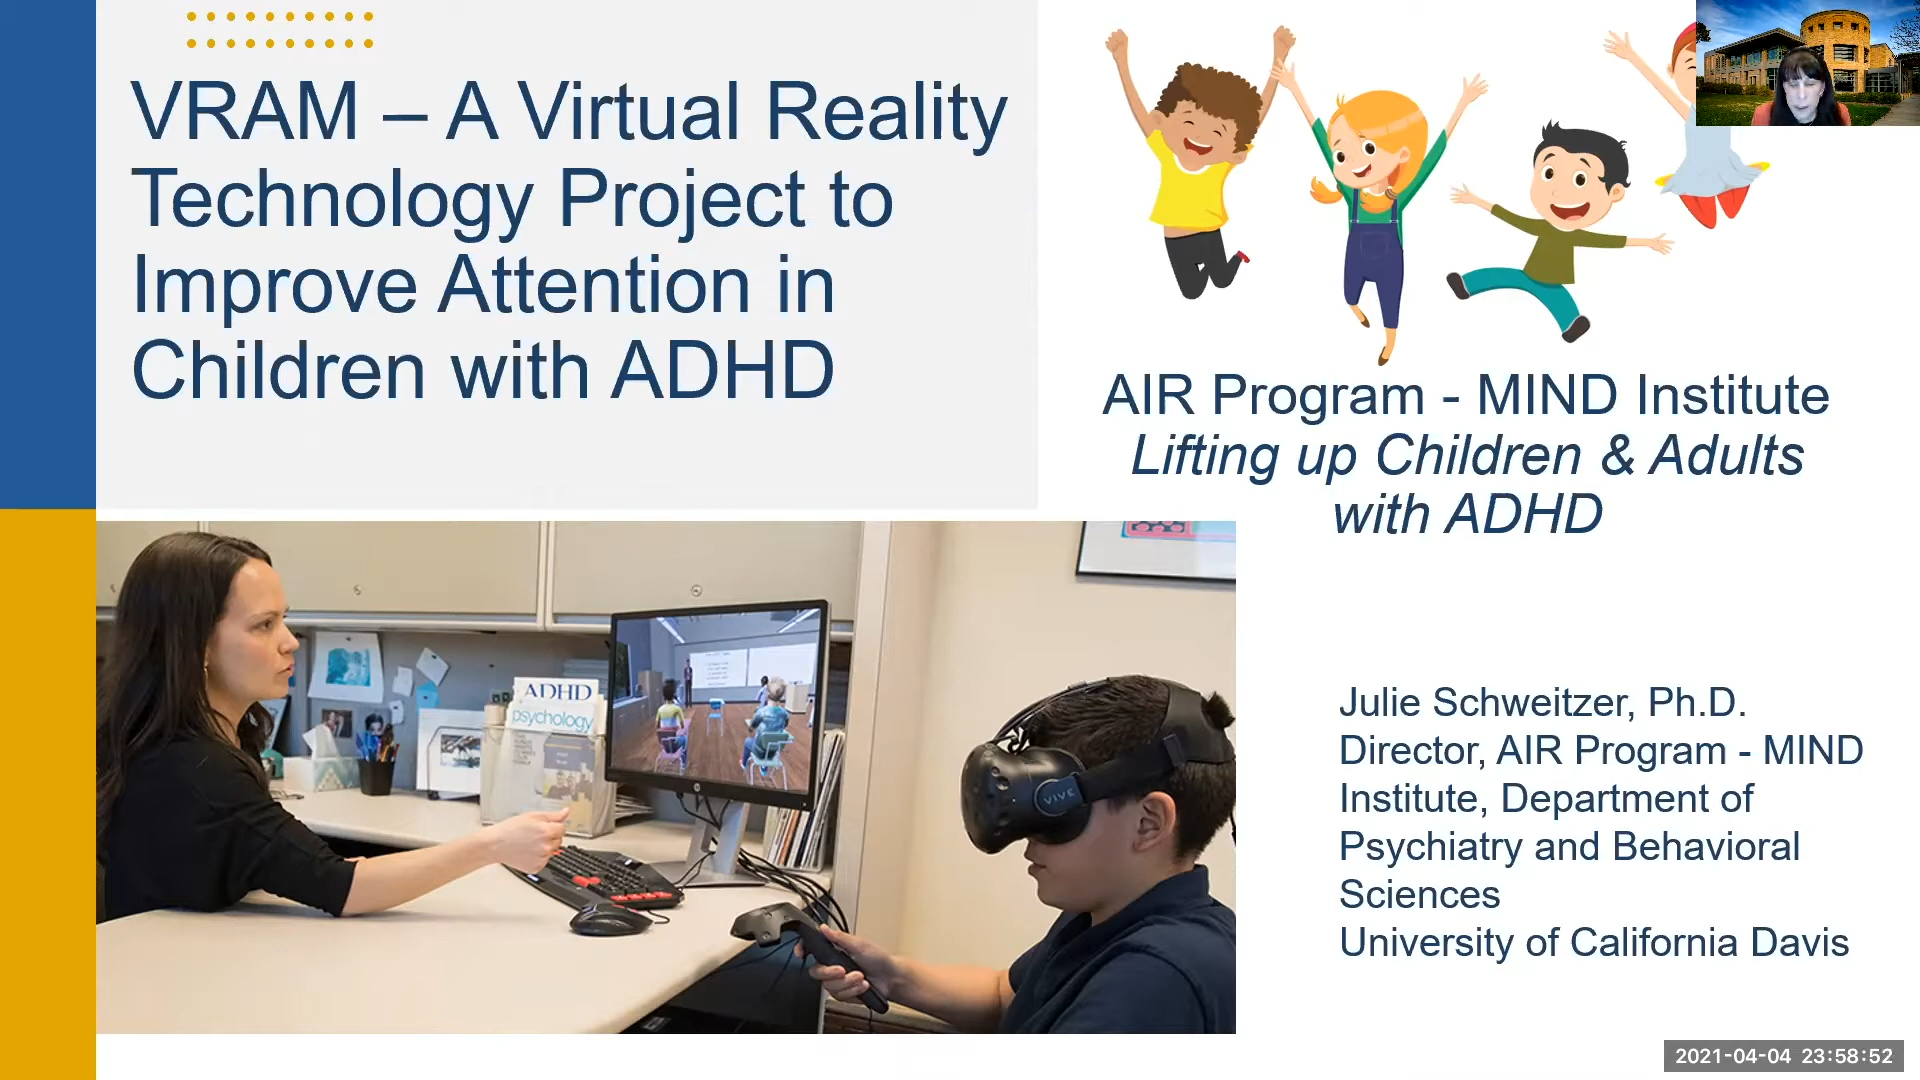 VRAM – A Virtual Reality
Technology Project to
Improve Attention in
Children with ADHD
AIR Program - MIND Institute
Lifting up Children & Adults
with ADHD
ADHD
psychology
VIVE
Julie Schweitzer, Ph.D.
Director, AIR Program - MIND
Institute, Department of
Psychiatry and Behavioral
Sciences
University of California Davis
2021-04-04 23:58:52